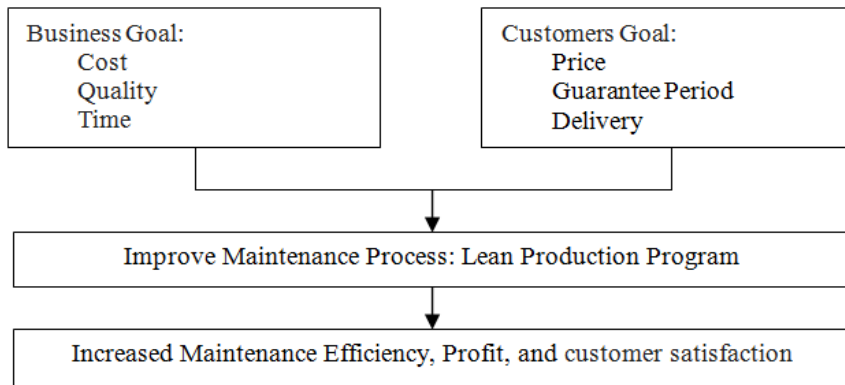 Business Goal:
Cost
Quality
Time
Customers Goal:
Price
Guarantee Period
Delivery
Improve Maintenance Process: Lean Production Program
Increased Maintenance Efficiency, Profit, and customer satisfaction